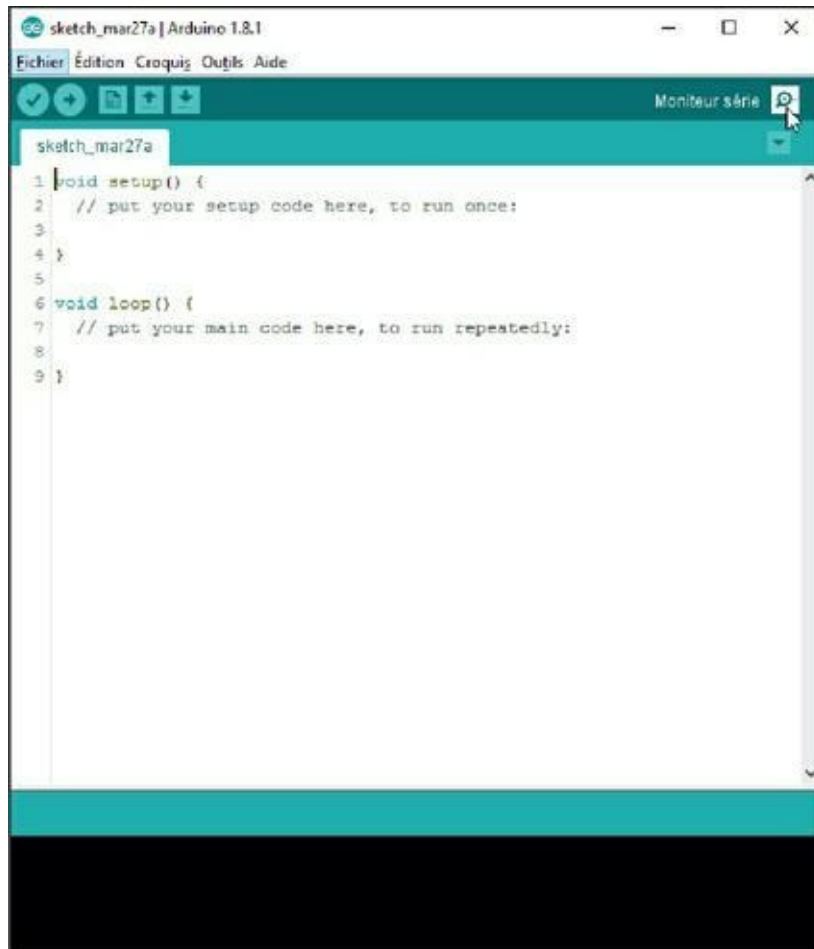 sketch_mar27a | Arduino 1.8.1
Fichier Édition Croquis Outils Aide
Moniteur série
sketch_mar27a
1 void setup() {
2 // put your setup code here, to run once:
3
4 }
5
6 void loop() {
7 // put your main code here, to run repeatedly:
8
9 }